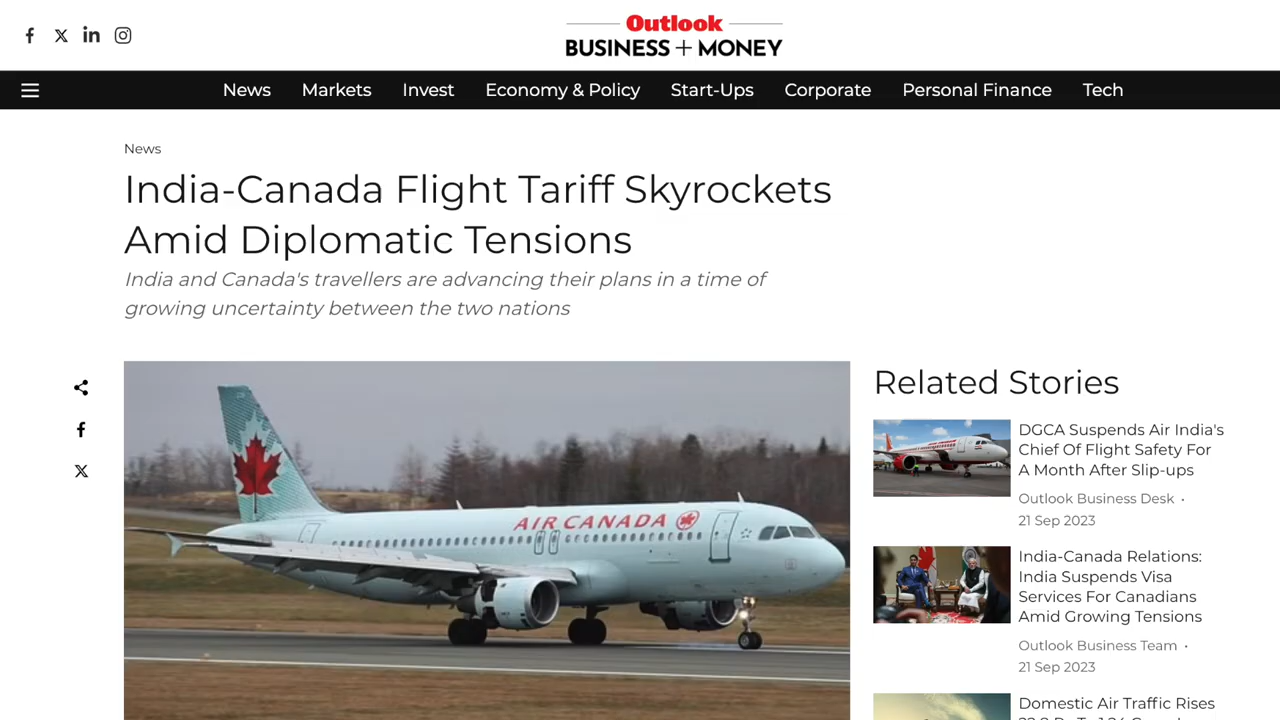 Outlook
BUSINESS + MONEY
News Markets Invest Economy & Policy Start-Ups Corporate Personal Finance Tech
News
India-Canada Flight Tariff Skyrockets
Amid Diplomatic Tensions
India and Canada's travellers are advancing their plans in a time of
growing uncertainty between the two nations
AIR CANADA
Related Stories
DGCA Suspends Air India's
Chief Of Flight Safety For
A Month After Slip-ups
Outlook Business Desk ·
21 Sep 2023
India-Canada Relations:
India Suspends Visa
Services For Canadians
Amid Growing Tensions
Outlook Business Team ·
21 Sep 2023
Domestic Air Traffic Rises